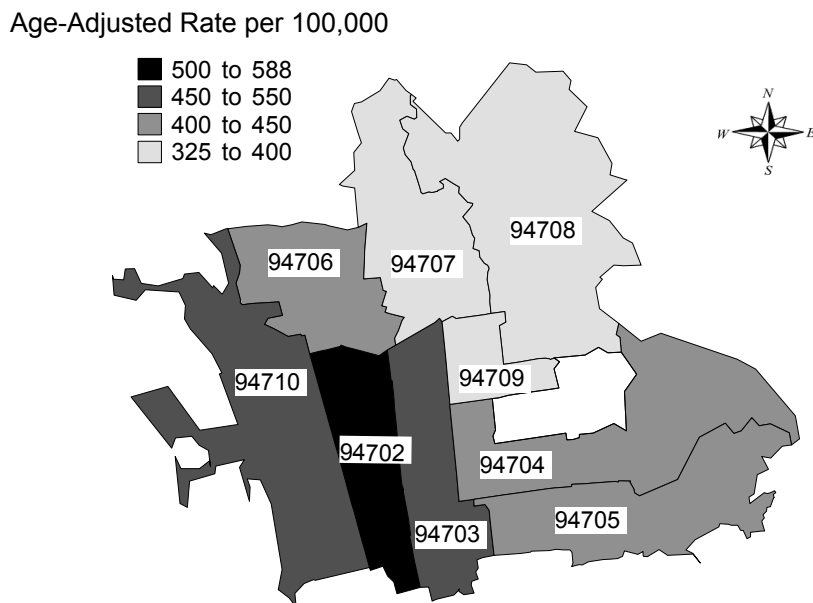 Age-Adjusted Rate per 100,000
500 to 588
450 to 550
400 to 450
325 to 400
N
W E
S
94708
94706
94707
94710
94709
94702
94704
94705
94703